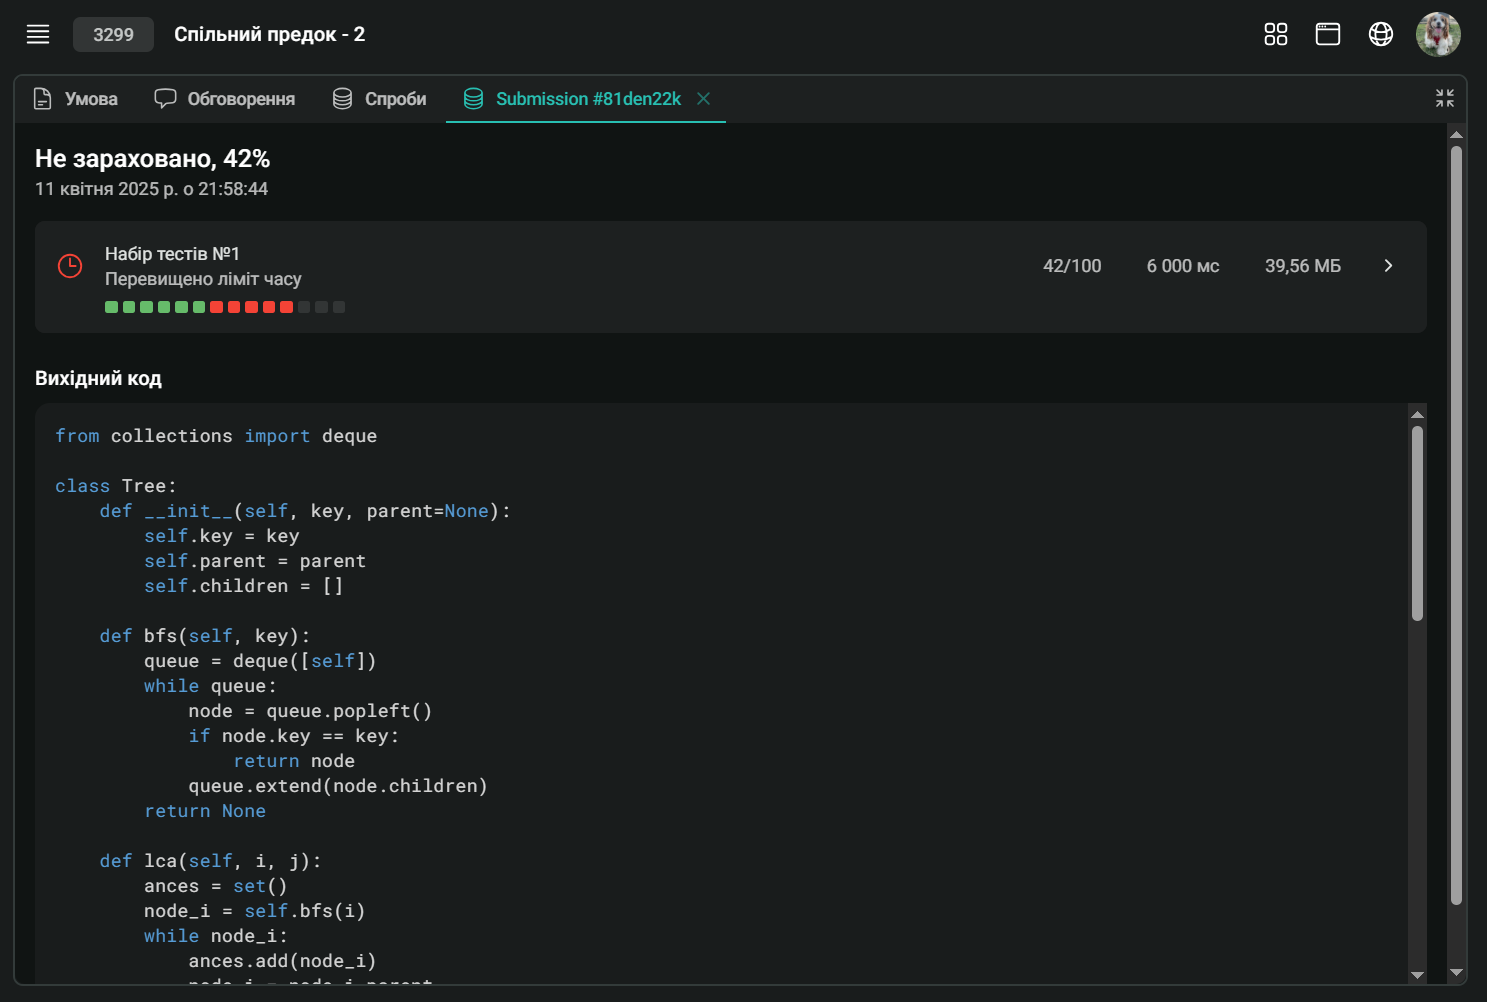 3299 Спільний предок - 2
Умова Обговорення Спроби Submission #81den22k
Не зараховано, 42%
11 квітня 2025 р. о 21:58:44
Набір тестів №1
Перевищено ліміт часу
42/100 6 000 мс 39,56 МБ
Вихідний код
from collections import deque
class Tree:
    def __init__(self, key, parent=None):
        self.key = key
        self.parent = parent
        self.children = []
    def bfs(self, key):
        queue = deque([self])
        while queue:
            node = queue.popleft()
            if node.key == key:
                return node
            queue.extend(node.children)
        return None
    def lca(self, i, j):
        ances = set()
        node_i = self.bfs(i)
        while node_i:
            ances.add(node_i)
            node_i = node_i.parent